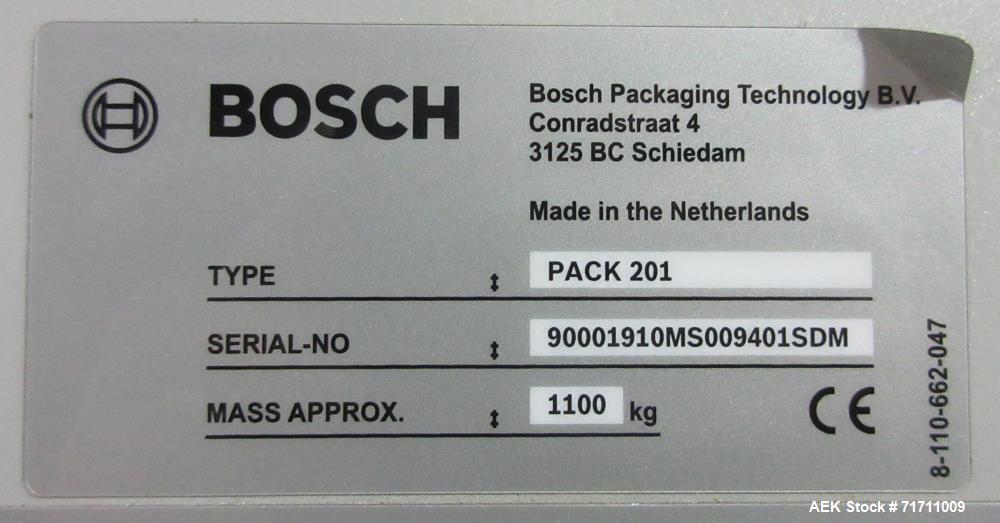 BOSCH
Bosch Packaging Technology B.V.
Conradstraat 4
3125 BC Schiedam
Made in the Netherlands
TYPE : PACK 201
SERIAL-NO : 90001910MS009401SDM
MASS APPROX. : 1100 kg
CE
8-110-662-047
AEK Stock # 71711009